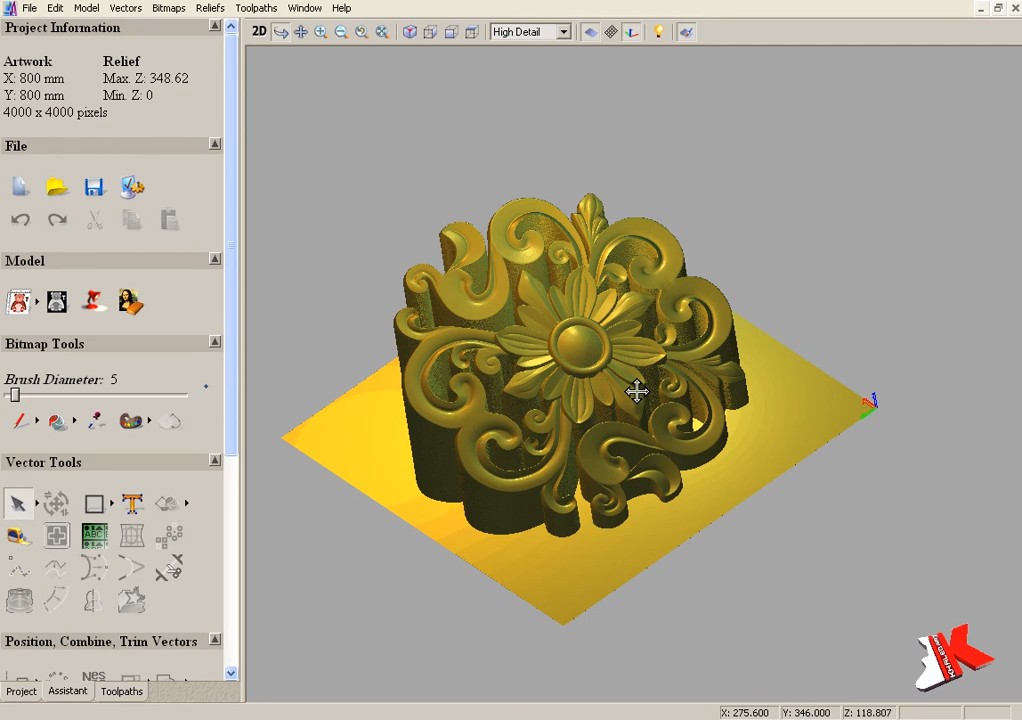 File Edit Model Vectors Bitmaps Reliefs Toolpaths Window Help
Project Information
2D
High Detail
Artwork Relief
X: 800 mm Max. Z: 348.62
Y: 800 mm Min. Z: 0
4000 x 4000 pixels
File
Model
Bitmap Tools
Brush Diameter: 5
Vector Tools
ABC
Position, Combine, Trim Vectors
Nes
Project Assistant Toolpaths
X: 275.600 Y: 346.000 Z: 118.807